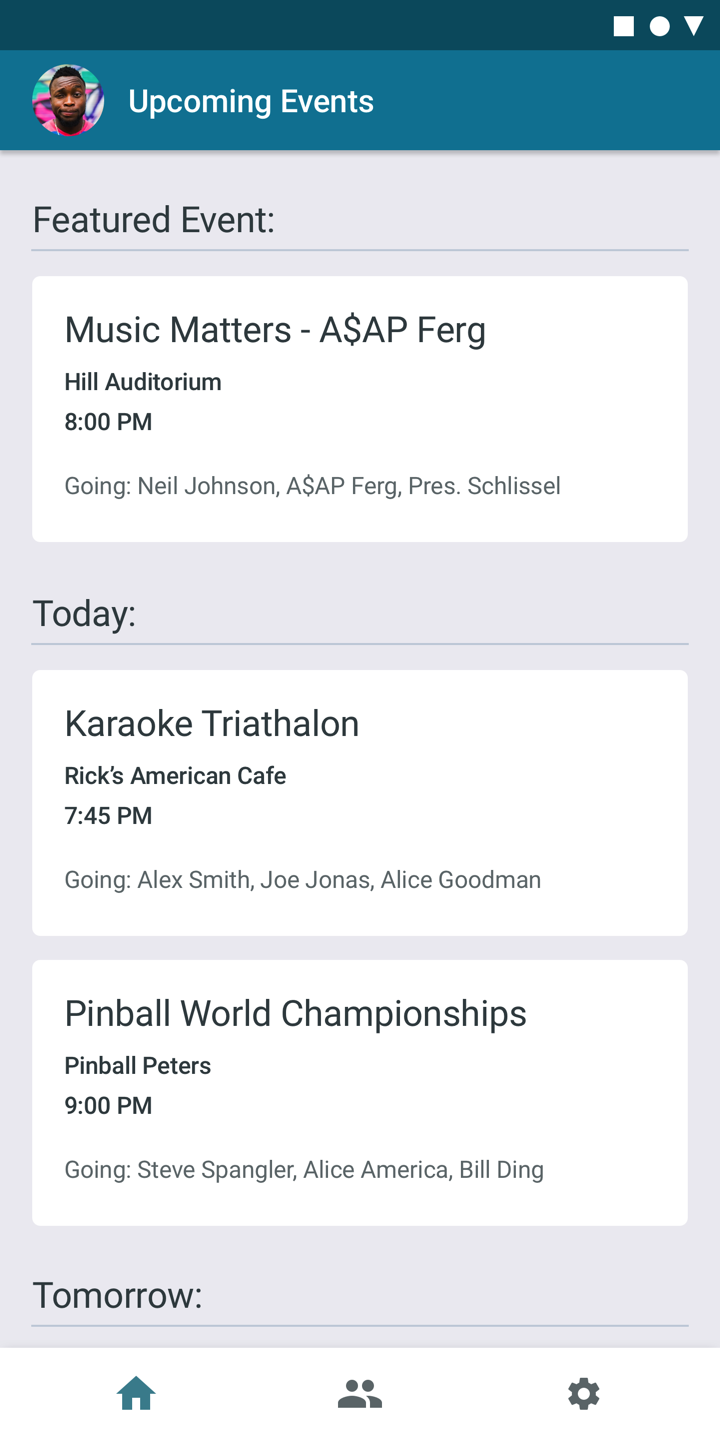 Upcoming Events
Featured Event:
Music Matters - A$AP Ferg
Hill Auditorium
8:00 PM
Going: Neil Johnson, A$AP Ferg, Pres. Schlissel
Today:
Karaoke Triathalon
Rick’s American Cafe
7:45 PM
Going: Alex Smith, Joe Jonas, Alice Goodman
Pinball World Championships
Pinball Peters
9:00 PM
Going: Steve Spangler, Alice America, Bill Ding
Tomorrow: